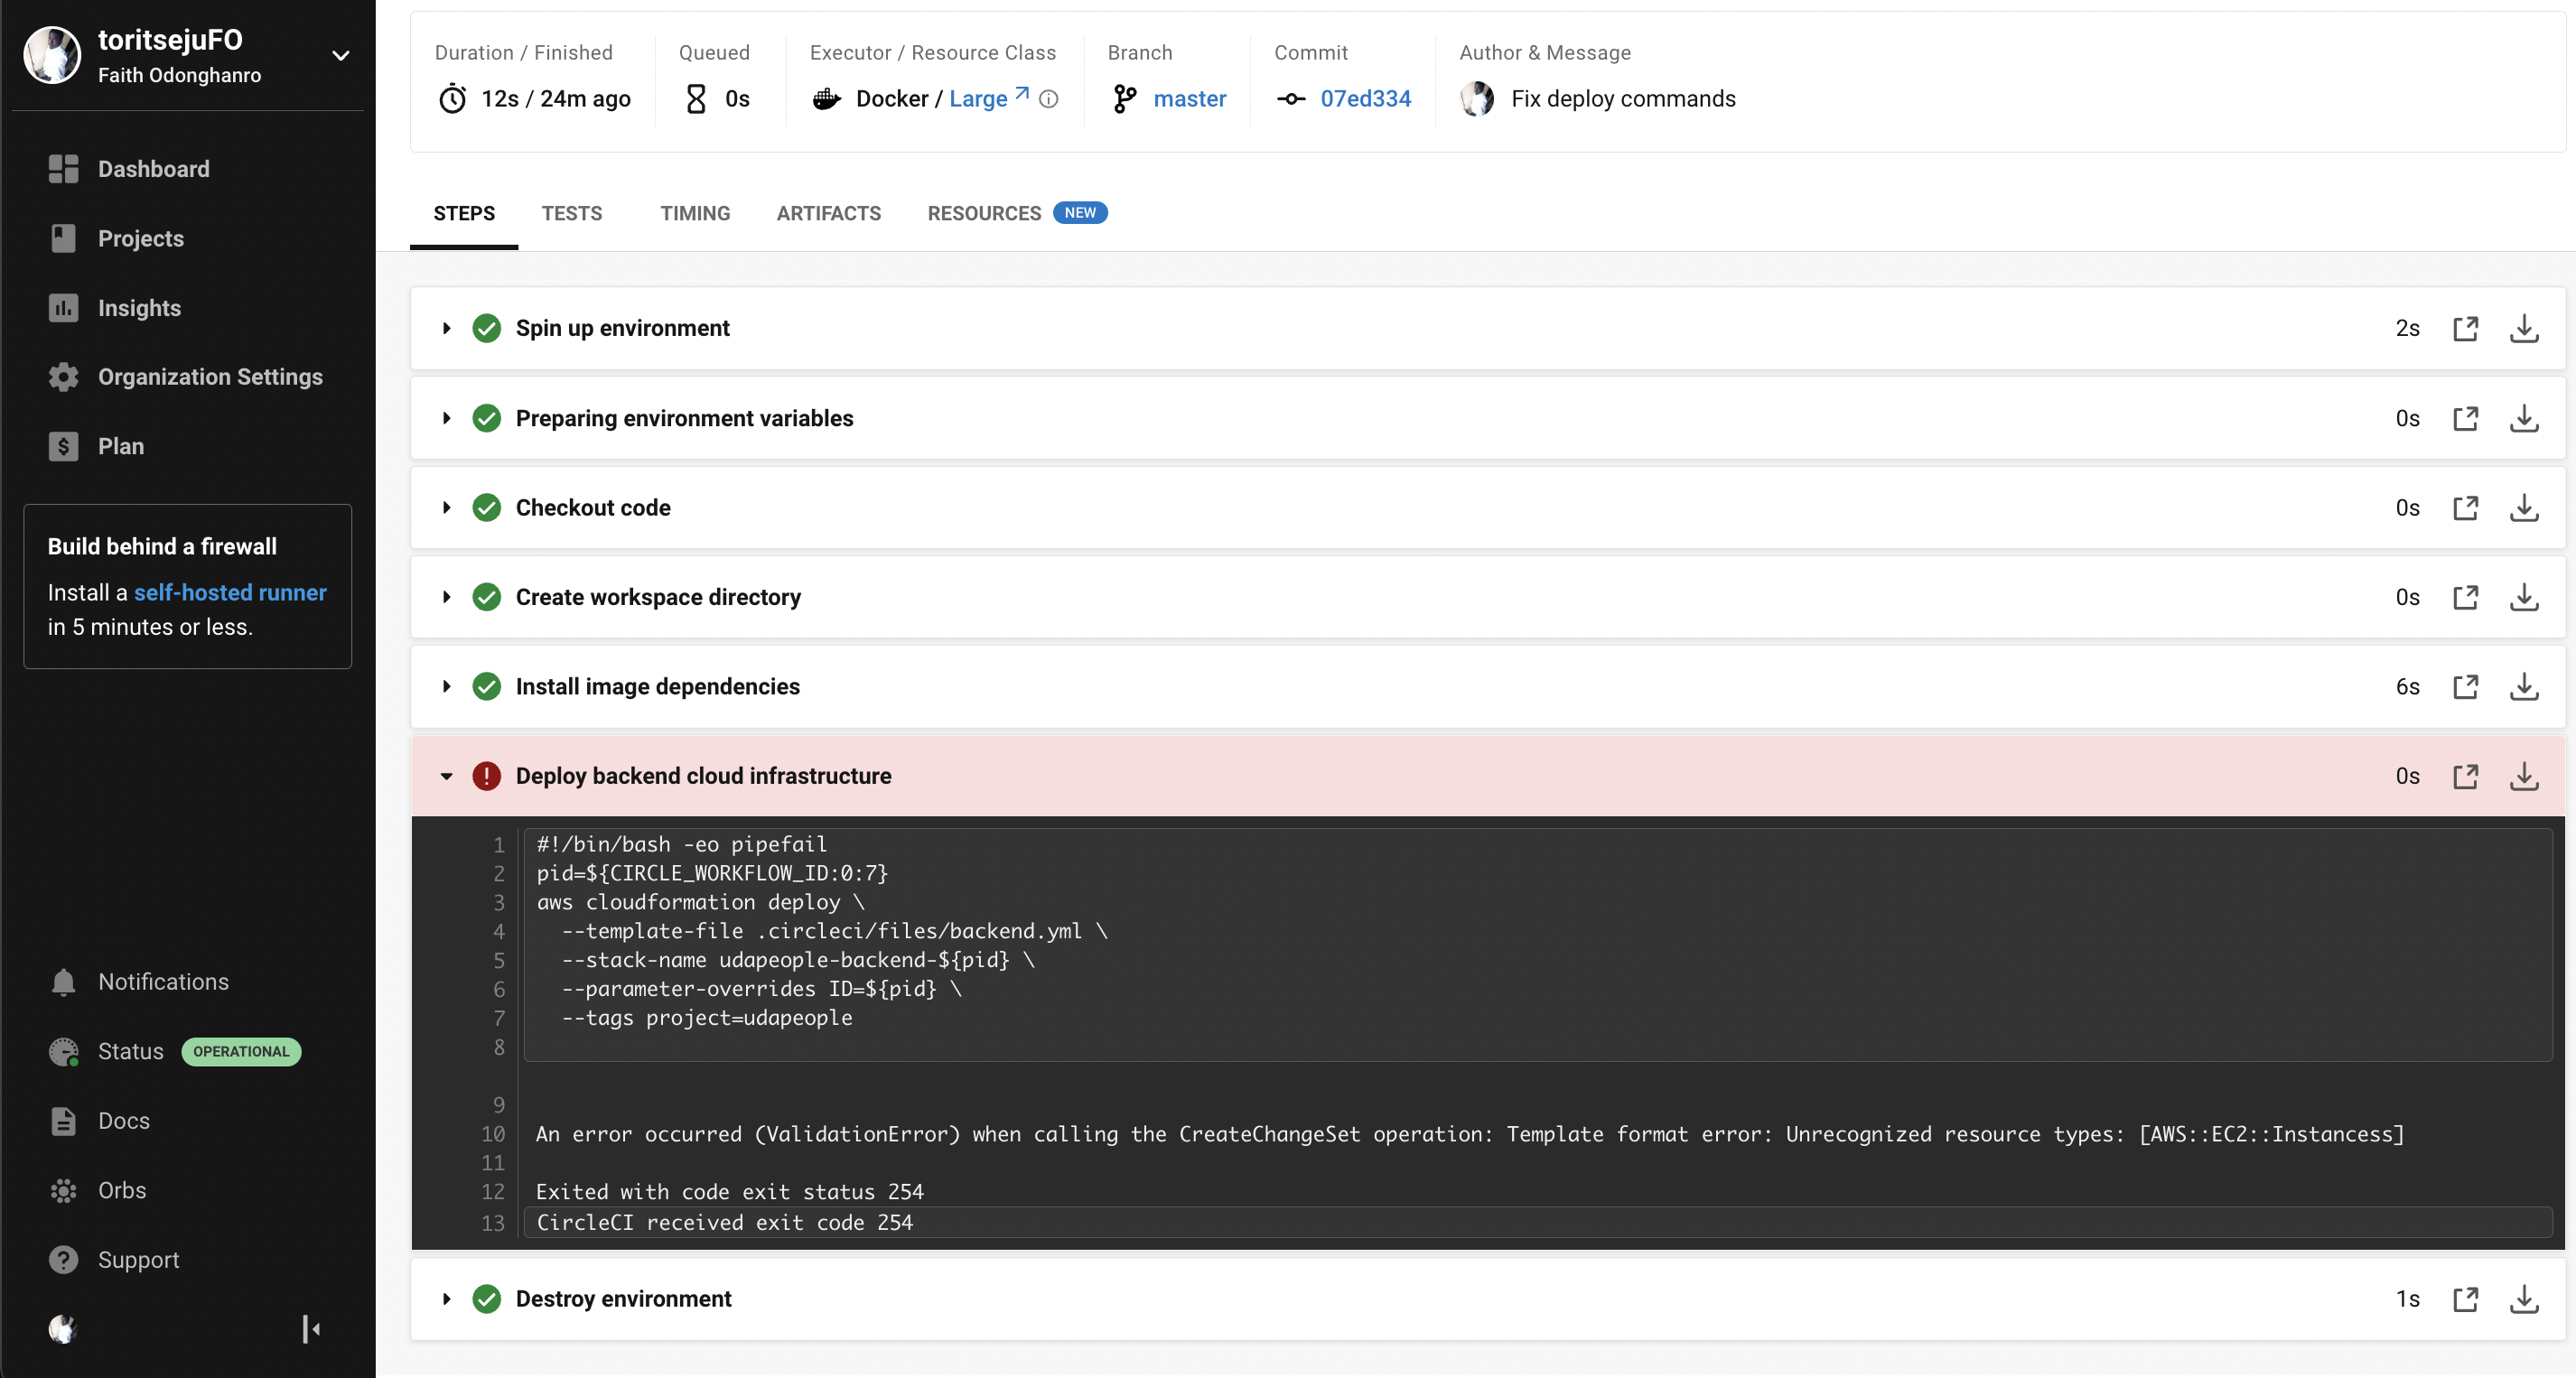 toritsejuFO
Faith Odonghanro
Dashboard
Projects
Insights
Organization Settings
Plan
Build behind a firewall
Install a self-hosted runner
in 5 minutes or less.
Notifications
Status OPERATIONAL
Docs
Orbs
Support
Duration / Finished
12s / 24m ago
Queued
0s
Executor / Resource Class
Docker / Large
Branch
master
Commit
07ed334
Author & Message
Fix deploy commands
STEPS TESTS TIMING ARTIFACTS RESOURCES NEW
Spin up environment 2s
Preparing environment variables 0s
Checkout code 0s
Create workspace directory 0s
Install image dependencies 6s
Deploy backend cloud infrastructure 0s
1 #!/bin/bash -eo pipefail
2 pid=${CIRCLE_WORKFLOW_ID:0:7}
3 aws cloudformation deploy \
4 --template-file .circleci/files/backend.yml \
5 --stack-name udapeople-backend-${pid} \
6 --parameter-overrides ID=${pid} \
7 --tags project=udapeople
8
9
10 An error occurred (ValidationError) when calling the CreateChangeSet operation: Template format error: Unrecognized resource types: [AWS::EC2::Instancess]
11
12 Exited with code exit status 254
13 CircleCI received exit code 254
Destroy environment 1s